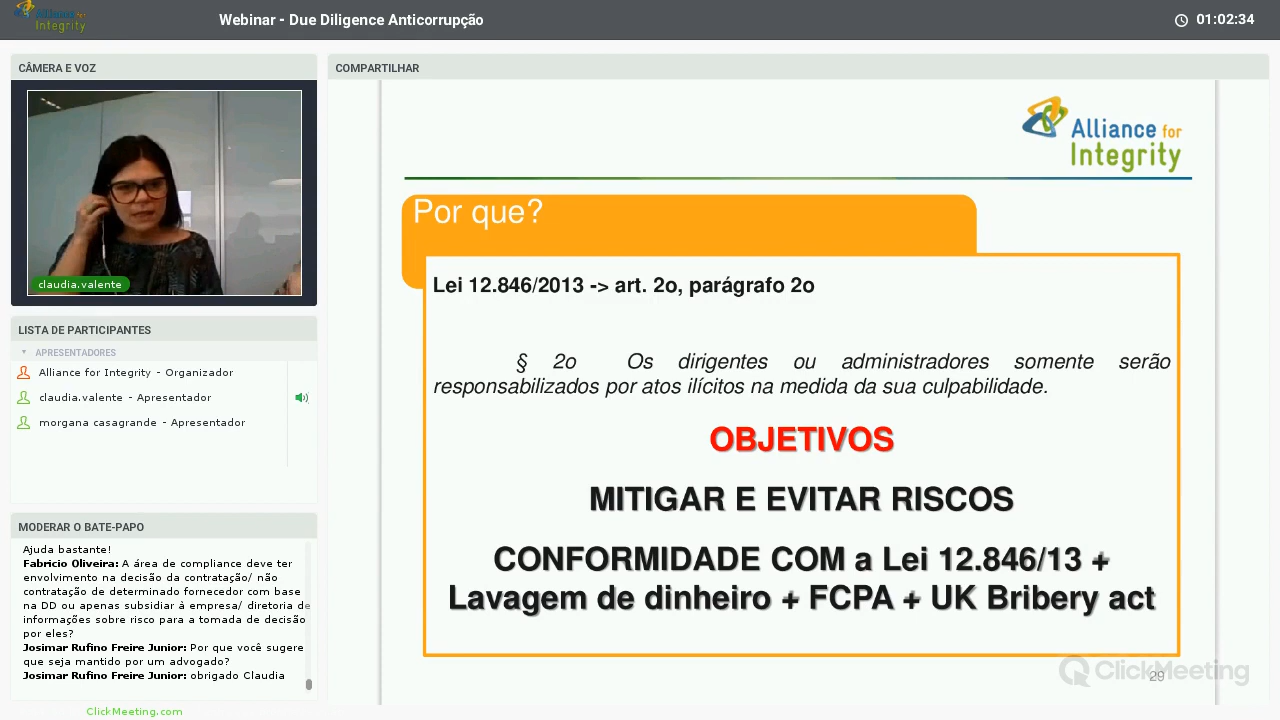 Alliance for
Integrity
Webinar - Due Diligence Anticorrupção
01:02:34
CÂMERA E VOZ
claudia.valente
LISTA DE PARTICIPANTES
APRESENTADORES
Alliance for Integrity - Organizador
claudia.valente - Apresentador
morgana casagrande - Apresentador
MODERAR O BATE-PAPO
Ajuda bastante!
Fabricio Oliveira: A área de compliance deve ter
envolvimento na decisão da contratação/ não
contratação de determindo fornecedor com base
na DD ou apenas subsidiar à empresa/ diretoria de
informações sobre risco para a tomada de decisão
por eles?
Josimar Rufino Freire Junior: Por que você sugere
que seja mantido por um advogado?
Josimar Rufino Freire Junior: obrigado Claudia
ClickMeeting.com
COMPARTILHAR
Alliance for
Integrity
Por que?
Lei 12.846/2013 -> art. 2o, parágrafo 2o
§ 2o Os dirigentes ou administradores somente serão
responsabilizados por atos ilícitos na medida da sua culpabilidade.
OBJETIVOS
MITIGAR E EVITAR RISCOS
CONFORMIDADE COM a Lei 12.846/13 +
Lavagem de dinheiro + FCPA + UK Bribery act
ClickMeeting
29